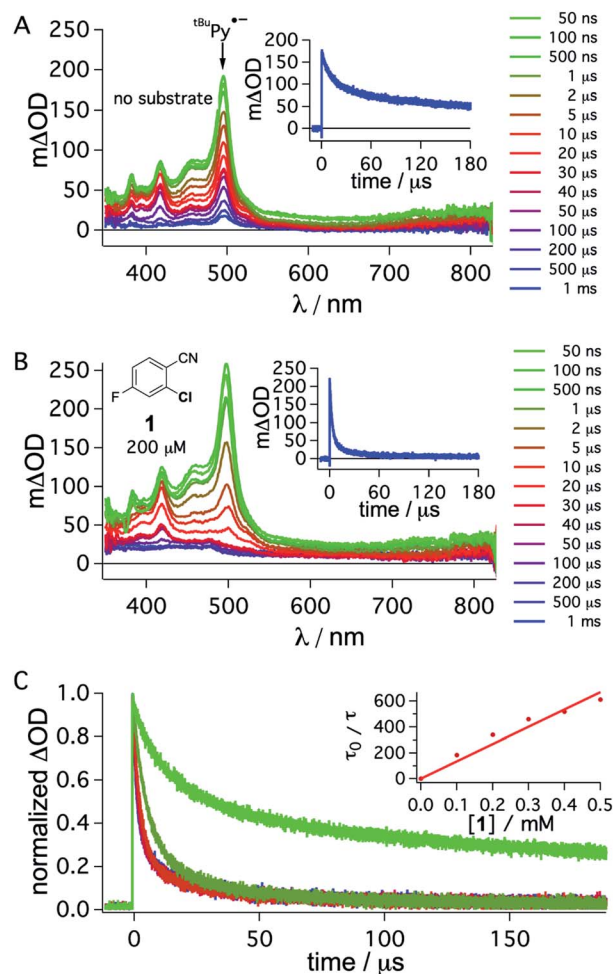 A
tBuPy•−
no substrate
mΔOD
250
200
150
100
50
0
400
500
600
700
800
λ / nm
mΔOD
200
150
100
50
0
0
60
120
180
time / μs
50 ns
100 ns
500 ns
1 μs
2 μs
5 μs
10 μs
20 μs
30 μs
40 μs
50 μs
100 μs
200 μs
500 μs
1 ms
B
CN
F
Cl
1
200 μM
mΔOD
250
200
150
100
50
0
400
500
600
700
800
λ / nm
mΔOD
250
200
150
100
50
0
0
60
120
180
time / μs
50 ns
100 ns
500 ns
1 μs
2 μs
5 μs
10 μs
20 μs
30 μs
40 μs
50 μs
100 μs
200 μs
500 μs
1 ms
C
normalized ΔOD
1.0
0.8
0.6
0.4
0.2
0.0
0
50
100
150
time / μs
τ0 / τ
600
400
200
0
0.0
0.1
0.2
0.3
0.4
0.5
[1] / mM